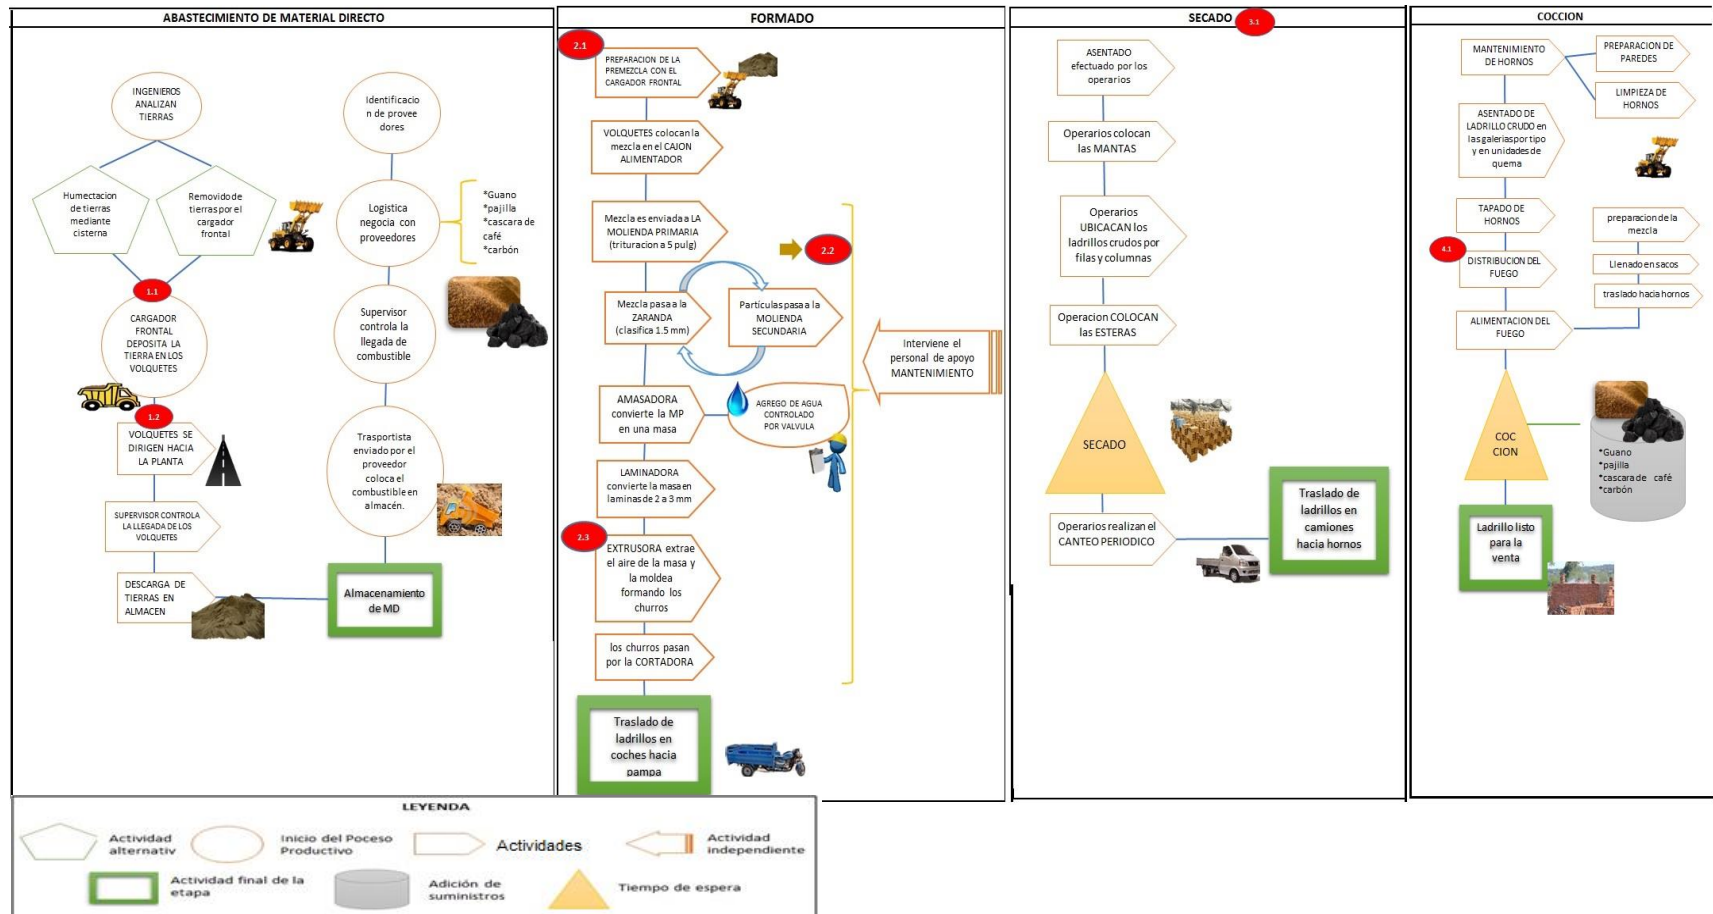 ABASTECIMIENTO DE MATERIAL DIRECTO
INGENIEROS
ANALIZAN
TIERRAS
Humectacion
de tierras
mediante
cisterna
Removido de
tierras por el
cargador
frontal
1.1
CARGADOR
FRONTAL
DEPOSITA LA
TIERRA EN LOS
VOLQUETES
1.2
VOLQUETES SE
DIRIGEN HACIA
LA PLANTA
SUPERVISOR CONTROLA
LA LLEGADA DE LOS
VOLQUETES
DESCARGA DE
TIERRAS EN
ALMACEN
Identificacio
n de provee
dores
Logistica
negocia con
proveedores
*Guano
*pajilla
*cascara de
café
*carbón
Supervisor
controla la
llegada de
combustible
Trasportista
enviado por el
proveedor
coloca el
combustible en
almacén.
Almacenamiento
de MD
FORMADO
2.1
PREPARACION DE LA
PREMEZCLA CON EL
CARGADOR FRONTAL
VOLQUETES colocan la
mezcla en el CAJON
ALIMENTADOR
Mezcla es enviada a LA
MOLIENDA PRIMARIA
(trituracion a 5 pulg)
2.2
Mezcla pasa a la
ZARANDA
(clasifica 1.5 mm)
Partículas pasa a la
MOLIENDA
SECUNDARIA
Interviene el
personal de apoyo
MANTENIMIENTO
AMASADORA
convierte la MP
en una masa
AGREGO DE AGUA
CONTROLADO
POR VALVULA
LAMINADORA
convierte la masa en
laminas de 2 a 3 mm
2.3
EXTRUSORA extrae
el aire de la masa y
la moldea
formando los
churros
los churros pasan
por la CORTADORA
Traslado de
ladrillos en
coches hacia
pampa
SECADO
3.1
ASENTADO
efectuado por los
operarios
Operarios colocan
las MANTAS
Operarios
UBICACAN los
ladrillos crudos por
filas y columnas
Operacion COLOCAN
las ESTERAS
SECADO
Operarios realizan el
CANTEO PERIODICO
Traslado de
ladrillos en
camiones
hacia hornos
COCCION
MANTENIMIENTO
DE HORNOS
PREPARACION DE
PAREDES
LIMPIEZA DE
HORNOS
ASENTADO DE
LADRILLO CRUDO en
las galerias por tipo
y en unidades de
quema
TAPADO DE
HORNOS
4.1
DISTRIBUCION DEL
FUEGO
ALIMENTACION DEL
FUEGO
preparacion de la
mezcla
Llenado en sacos
traslado hacia hornos
COC
CION
*Guano
*pajilla
*cascara de café
*carbón
Ladrillo listo
para la
venta
LEYENDA
Actividad
alternativ
Inicio del Poceso
Productivo
Actividades
Actividad
independiente
Actividad final de la
etapa
Adición de
suministros
Tiempo de espera